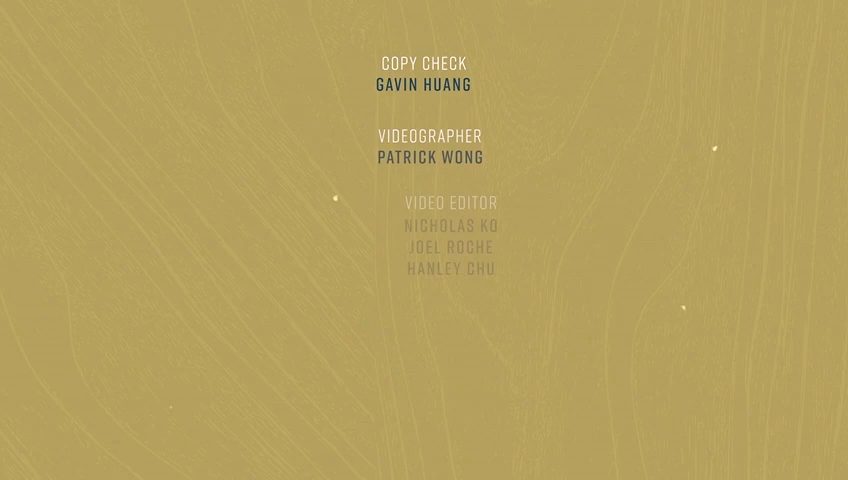 COPY CHECK
GAVIN HUANG
VIDEOGRAPHER
PATRICK WONG
VIDEO EDITOR
NICHOLAS KO
JOEL ROCHE
HANLEY CHU